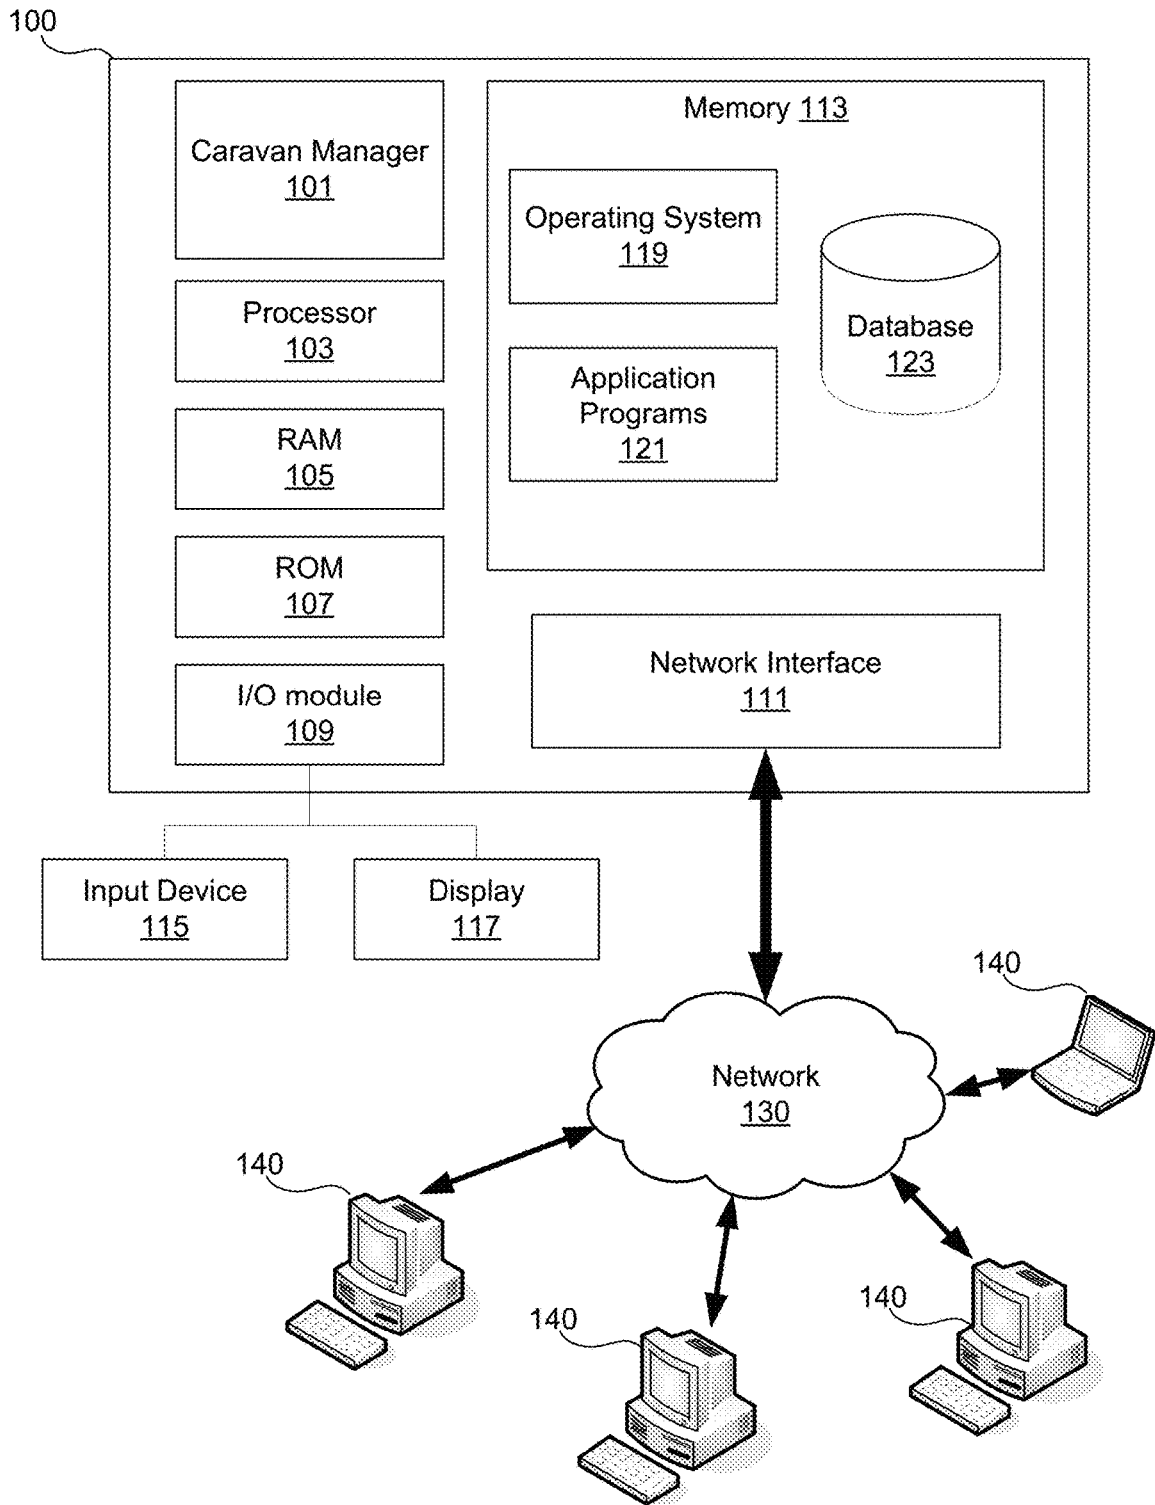 100
Caravan Manager
101
Processor
103
RAM
105
ROM
107
I/O module
109
Memory 113
Operating System
119
Application
Programs
121
Database
123
Network Interface
111
Input Device
115
Display
117
Network
130
140
140
140
140